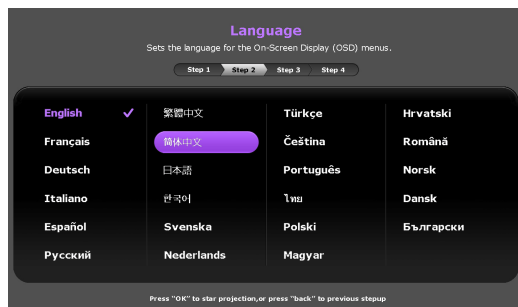 Language
Sets the language for the On-Screen Display (OSD) menus.
Step 1 Step 2 Step 3 Step 4
English 繁體中文 Türkçe Hrvatski
Français 简体中文 Čeština Română
Deutsch 日本語 Português Norsk
Italiano 한국어 ไทย Dansk
Español Svenska Polski Български
Русский Nederlands Magyar
Press "OK" to star projection,or press "back" to previous stepup